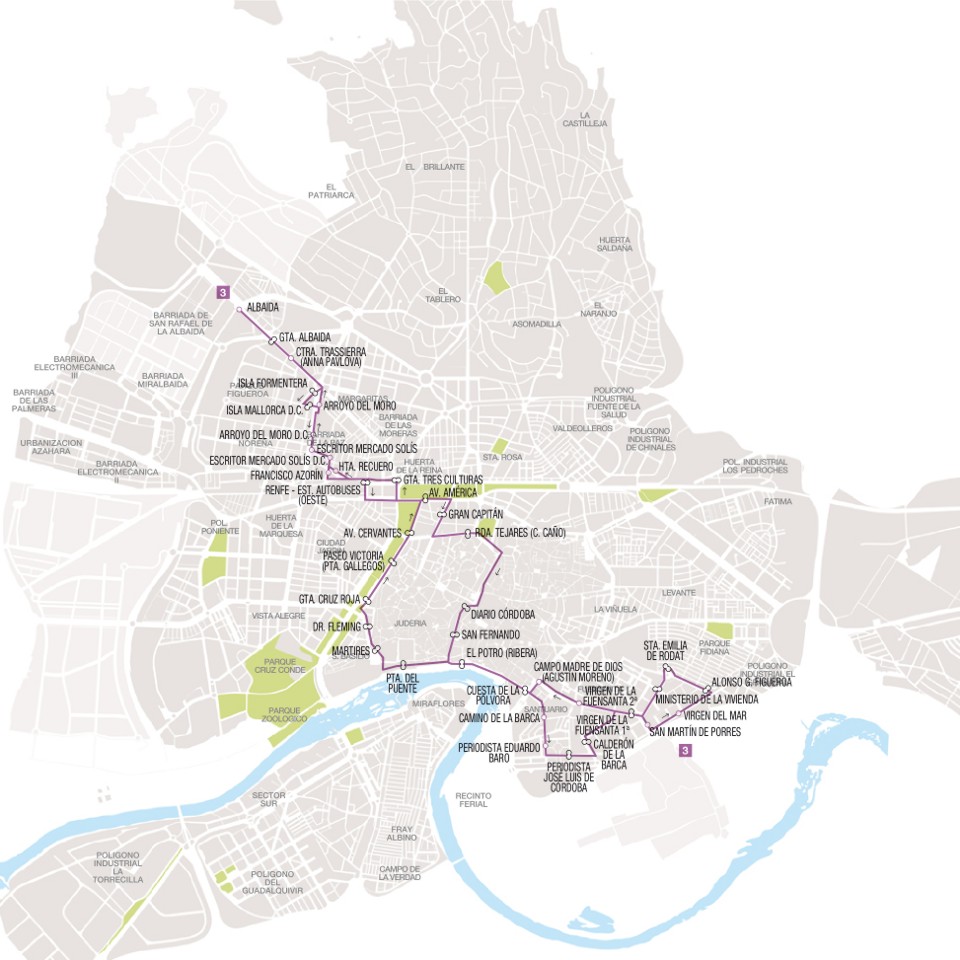 LA
CASTILLEJA
EL BRILLANTE
EL
PATRIARCA
HUERTA
SALDAÑA
3
ALBAIDA
EL
TABLERO
EL
NARANJO
BARRIADA DE
SAN RAFAEL DE
LA ALBAIDA
ASOMADILLA
GTA. ALBAIDA
CTRA. TRASSIERRA
(ANNA PAVLOVA)
BARRIADA
ELECTROMECANICA
III
BARRIADA
MIRALBAIDA
ISLA FORMENTERA
FIGUEROA
MARGARITAS
BARRIADA
DE LAS
PALMERAS
ISLA MALLORCA D.C.
ARROYO DEL MORO
POLIGONO
INDUSTRIAL
FUENTE DE LA
SALUD
BARRIADA
DE LAS
MORERAS
VALDEOLLEROS
POLIGONO
INDUSTRIAL
DE CHINALES
ARROYO DEL MORO D.C.
BARRIADA
DE LA PAZ
NOREÑA
URBANIZACION
AZAHARA
ESCRITOR MERCADO SOLÍS
ESCRITOR MERCADO SOLÍS D.C.
STA. ROSA
BARRIADA
ELECTROMECANICA
II
HTA. RECUERO
HUERTA
DE LA REINA
POL. INDUSTRIAL
LOS PEDROCHES
FRANCISCO AZORÍN
GTA. TRES CULTURAS
RENFE - EST. AUTOBUSES
(OESTE)
AV. AMÉRICA
FATIMA
GRAN CAPITÁN
POL.
PONIENTE
HUERTA
DE LA
MARQUESA
AV. CERVANTES
RDA. TEJARES (C. CAÑO)
CIUDAD
JARDIN
PASEO VICTORIA
(PTA. GALLEGOS)
LEVANTE
GTA. CRUZ ROJA
LA VIÑUELA
VISTA ALEGRE
DIARIO CÓRDOBA
DR. FLEMING
JUDERIA
SAN FERNANDO
MARTIRES
S. BASILIO
EL POTRO (RIBERA)
STA. EMILIA
DE RODAT
PARQUE
FIDIANA
PARQUE
CRUZ CONDE
PTA. DEL
PUENTE
CAMPO MADRE DE DIOS
(AGUSTIN MORENO)
POLIGONO
INDUSTRIAL EL
ALONSO G. FIGUEROA
CUESTA DE LA
PÓLVORA
VIRGEN DE LA
FUENSANTA 2ª
MINISTERIO DE LA VIVIENDA
MIRAFLORES
SANTUARIO
PARQUE
ZOOLOGICO
CAMINO DE LA BARCA
VIRGEN DE LA
FUENSANTA 1ª
VIRGEN DEL MAR
SAN MARTÍN DE PORRES
PERIODISTA EDUARDO
BARO
CALDERÓN
DE LA
BARCA
3
PERIODISTA
JOSÉ LUIS DE
CÓRDOBA
SECTOR
SUR
RECINTO
FERIAL
FRAY
ALBINO
POLIGONO
INDUSTRIAL
LA
TORRECILLA
POLIGONO
DEL
GUADALQUIVIR
CAMPO DE
LA VERDAD